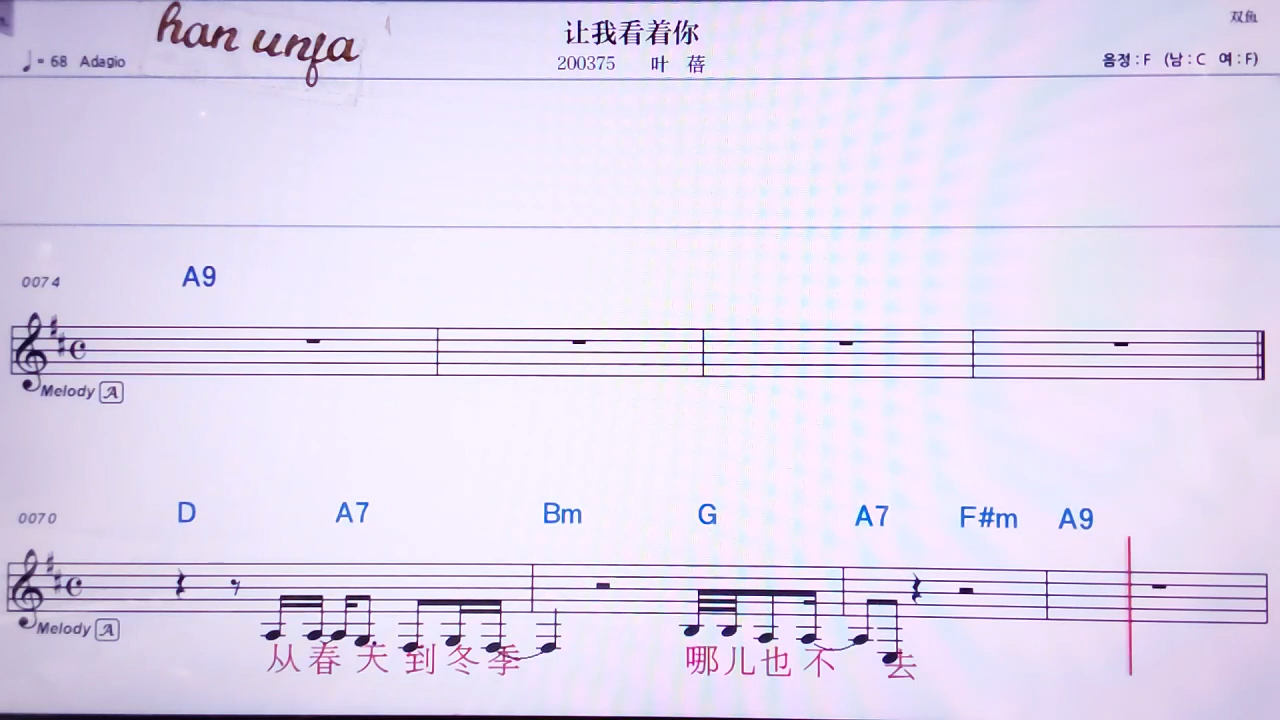 han unfa
让我看着你
双鱼
♩= 68 Adagio
200375 叶 蓓
음정 : F (남 : C 여 : F)
0074 A9
Melody A
0070 D A7 Bm G A7 F#m A9
Melody A
从春天到冬季 哪儿也不去